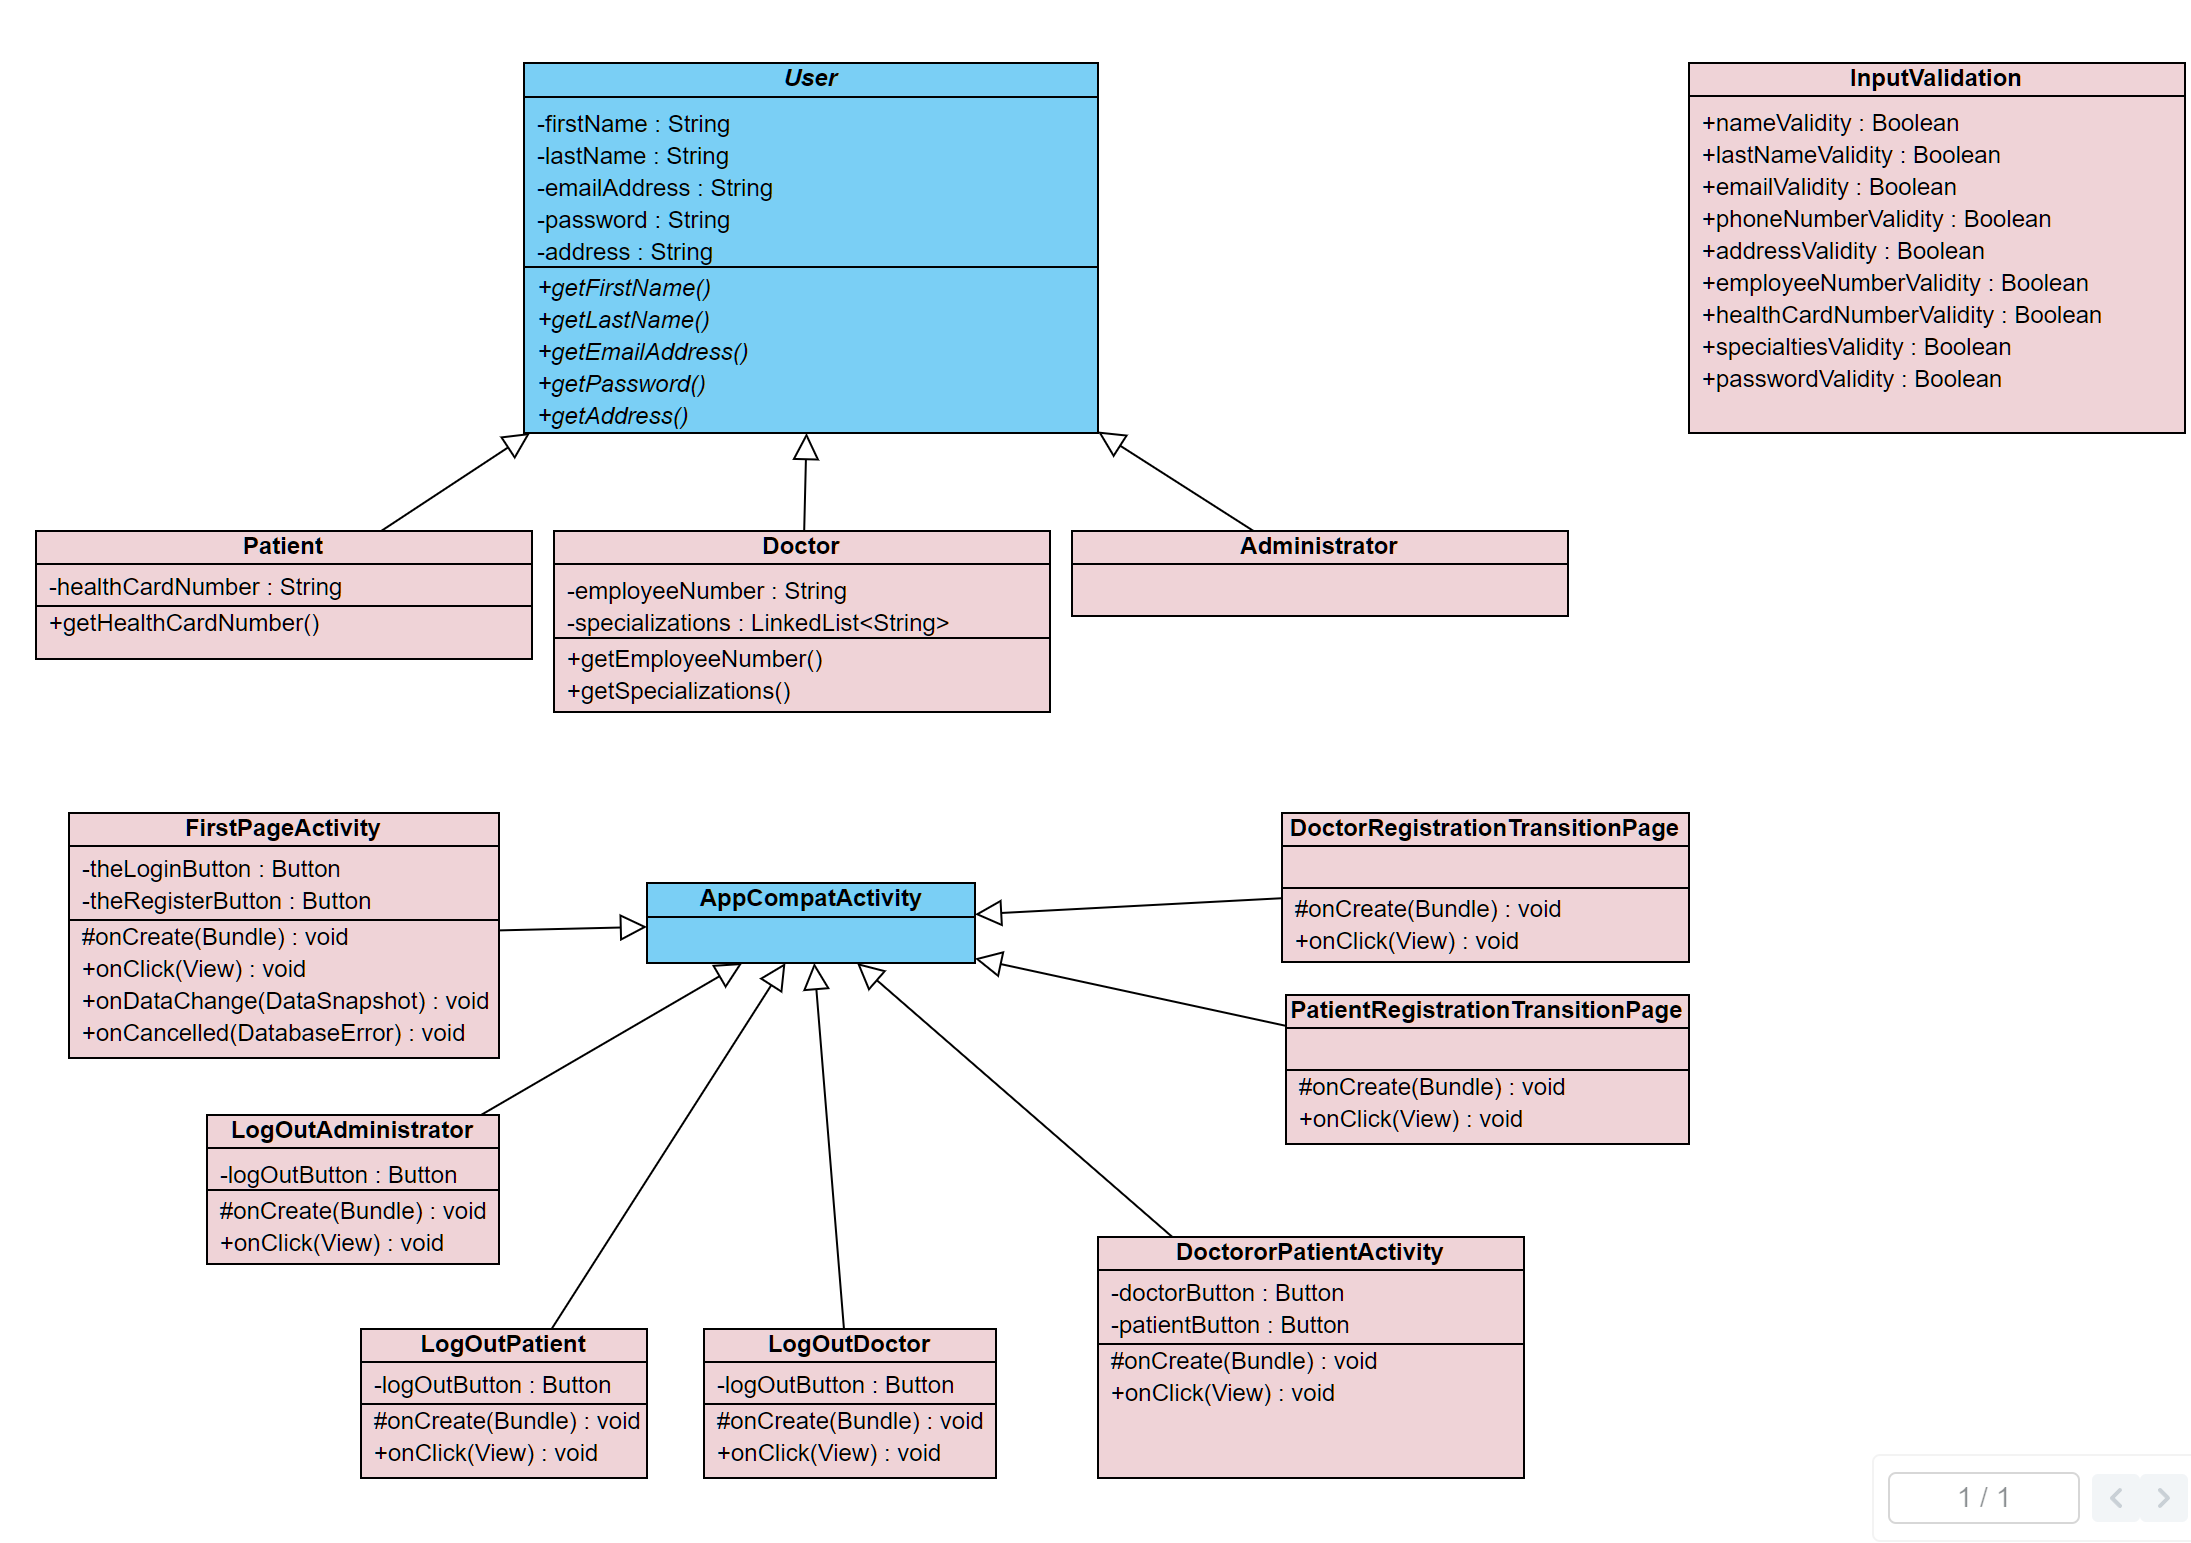 User
-firstName : String
-lastName : String
-emailAddress : String
-password : String
-address : String
+getFirstName()
+getLastName()
+getEmailAddress()
+getPassword()
+getAddress()
InputValidation
+nameValidity : Boolean
+lastNameValidity : Boolean
+emailValidity : Boolean
+phoneNumberValidity : Boolean
+addressValidity : Boolean
+employeeNumberValidity : Boolean
+healthCardNumberValidity : Boolean
+specialtiesValidity : Boolean
+passwordValidity : Boolean
Patient
-healthCardNumber : String
+getHealthCardNumber()
Doctor
-employeeNumber : String
-specializations : LinkedList<String>
+getEmployeeNumber()
+getSpecializations()
Administrator
FirstPageActivity
-theLoginButton : Button
-theRegisterButton : Button
#onCreate(Bundle) : void
+onClick(View) : void
+onDataChange(DataSnapshot) : void
+onCancelled(DatabaseError) : void
AppCompatActivity
DoctorRegistrationTransitionPage
#onCreate(Bundle) : void
+onClick(View) : void
PatientRegistrationTransitionPage
#onCreate(Bundle) : void
+onClick(View) : void
LogOutAdministrator
-logOutButton : Button
#onCreate(Bundle) : void
+onClick(View) : void
LogOutPatient
-logOutButton : Button
#onCreate(Bundle) : void
+onClick(View) : void
LogOutDoctor
-logOutButton : Button
#onCreate(Bundle) : void
+onClick(View) : void
DoctororPatientActivity
-doctorButton : Button
-patientButton : Button
#onCreate(Bundle) : void
+onClick(View) : void
1 / 1